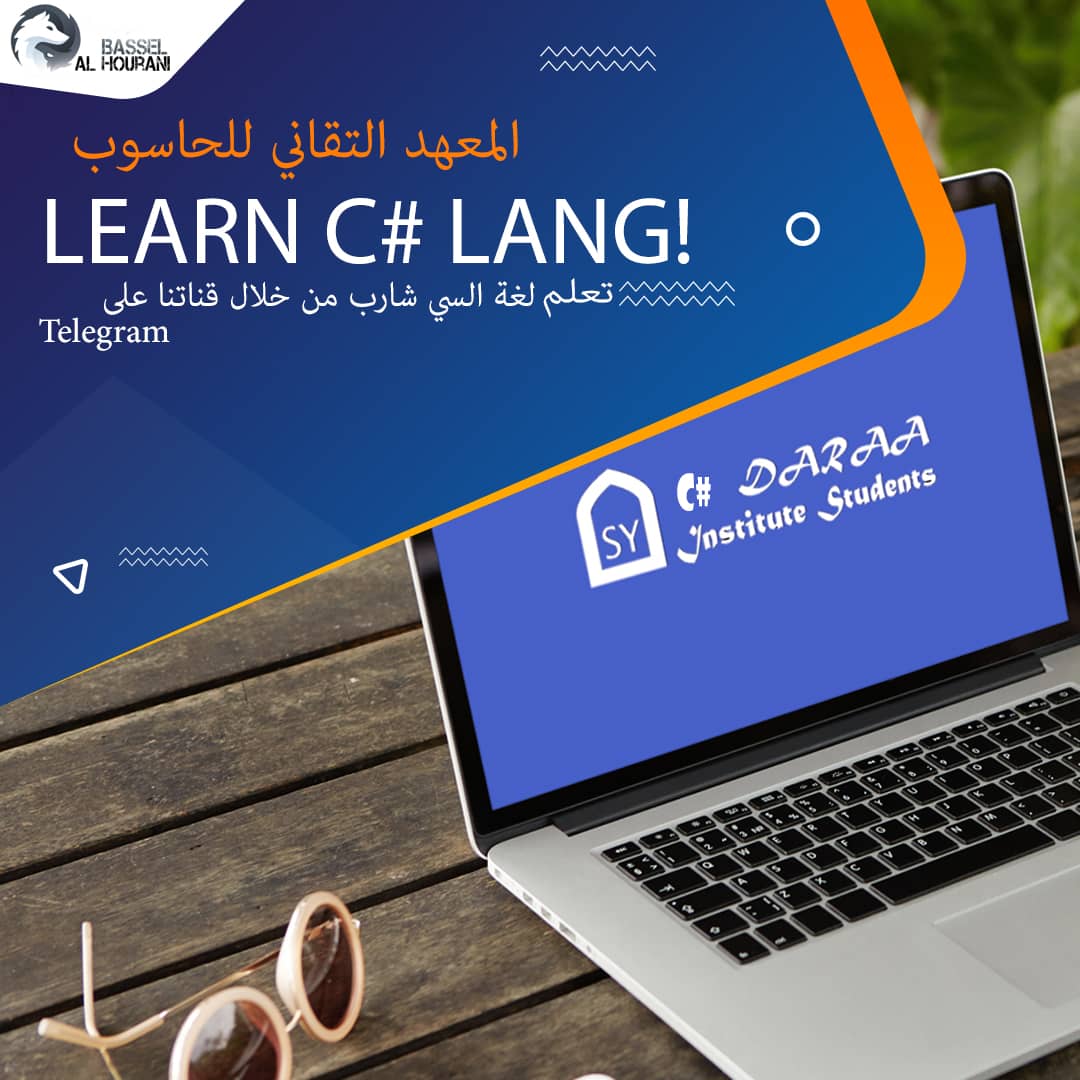 BASSEL
AL HOURANI
المعهد التقاني للحاسوب
LEARN C# LANG!
تعلم لغة السي شارب من خلال قناتنا على
Telegram
C# DARAA
SY
Institute Students